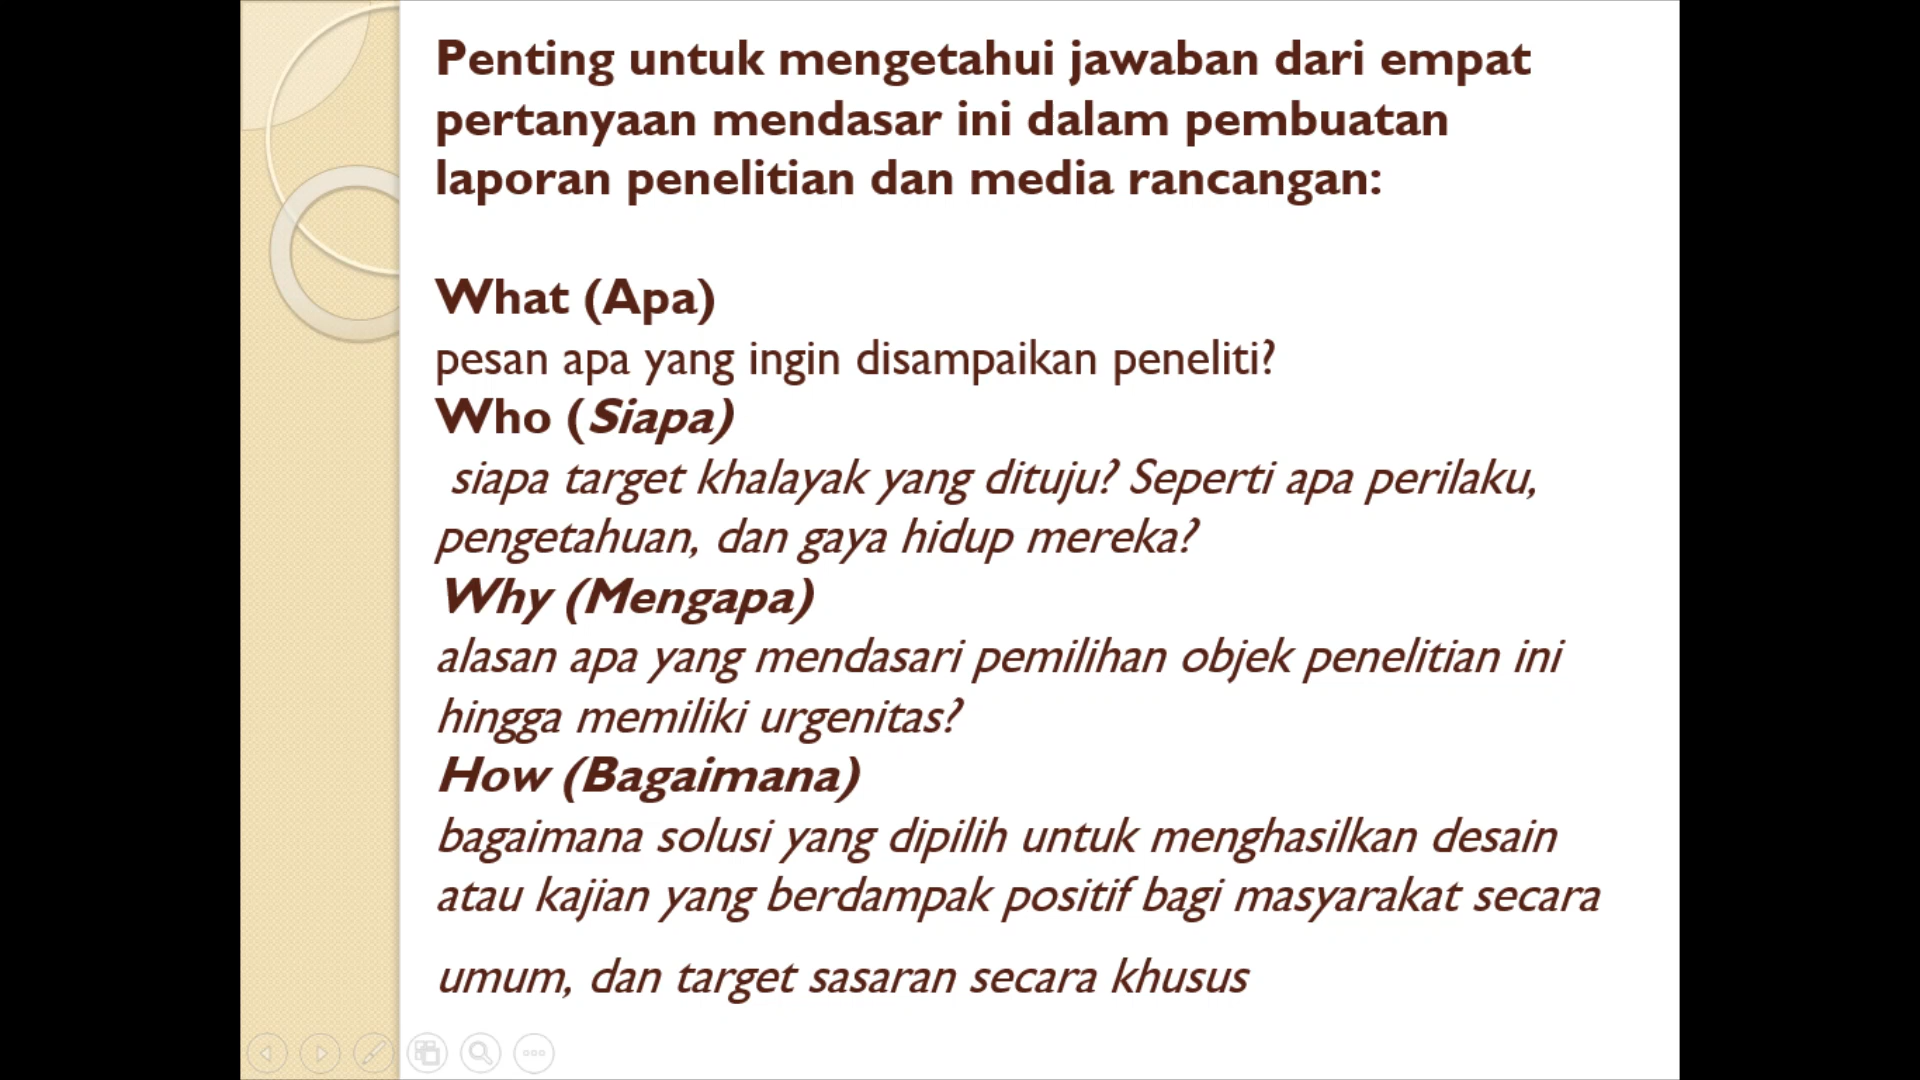 Penting untuk mengetahui jawaban dari empat
pertanyaan mendasar ini dalam pembuatan
laporan penelitian dan media rancangan:
What (Apa)
pesan apa yang ingin disampaikan peneliti?
Who (Siapa)
siapa target khalayak yang dituju? Seperti apa perilaku,
pengetahuan, dan gaya hidup mereka?
Why (Mengapa)
alasan apa yang mendasari pemilihan objek penelitian ini
hingga memiliki urgenitas?
How (Bagaimana)
bagaimana solusi yang dipilih untuk menghasilkan desain
atau kajian yang berdampak positif bagi masyarakat secara
umum, dan target sasaran secara khusus